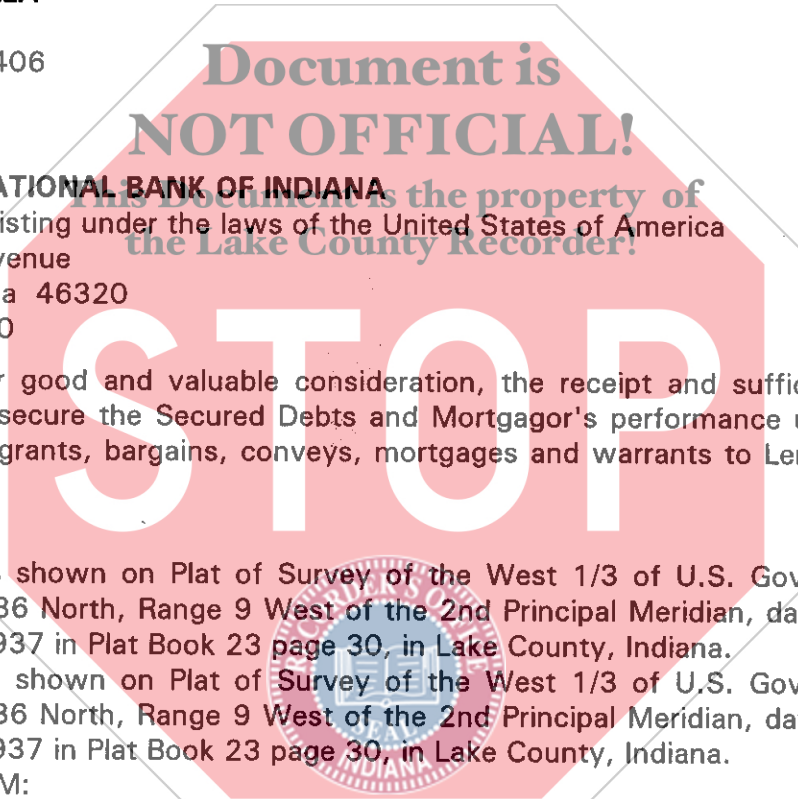 406
Document is
NOT OFFICIAL!
ATIONAL BANK OF INDIANA
This Document is the property of
isting under the laws of the United States of America
the Lake County Recorder!
venue
a 46320
0
STOP
r good and valuable consideration, the receipt and suffic
secure the Secured Debts and Mortgagor's performance u
grants, bargains, conveys, mortgages and warrants to Len
shown on Plat of Survey of the West 1/3 of U.S. Gov
36 North, Range 9 West of the 2nd Principal Meridian, da
937 in Plat Book 23 page 30, in Lake County, Indiana.
shown on Plat of Survey of the West 1/3 of U.S. Gov
36 North, Range 9 West of the 2nd Principal Meridian, da
937 in Plat Book 23 page 30, in Lake County, Indiana.
M:
RECORDER'S OFFICE
SEAL
INDIANA